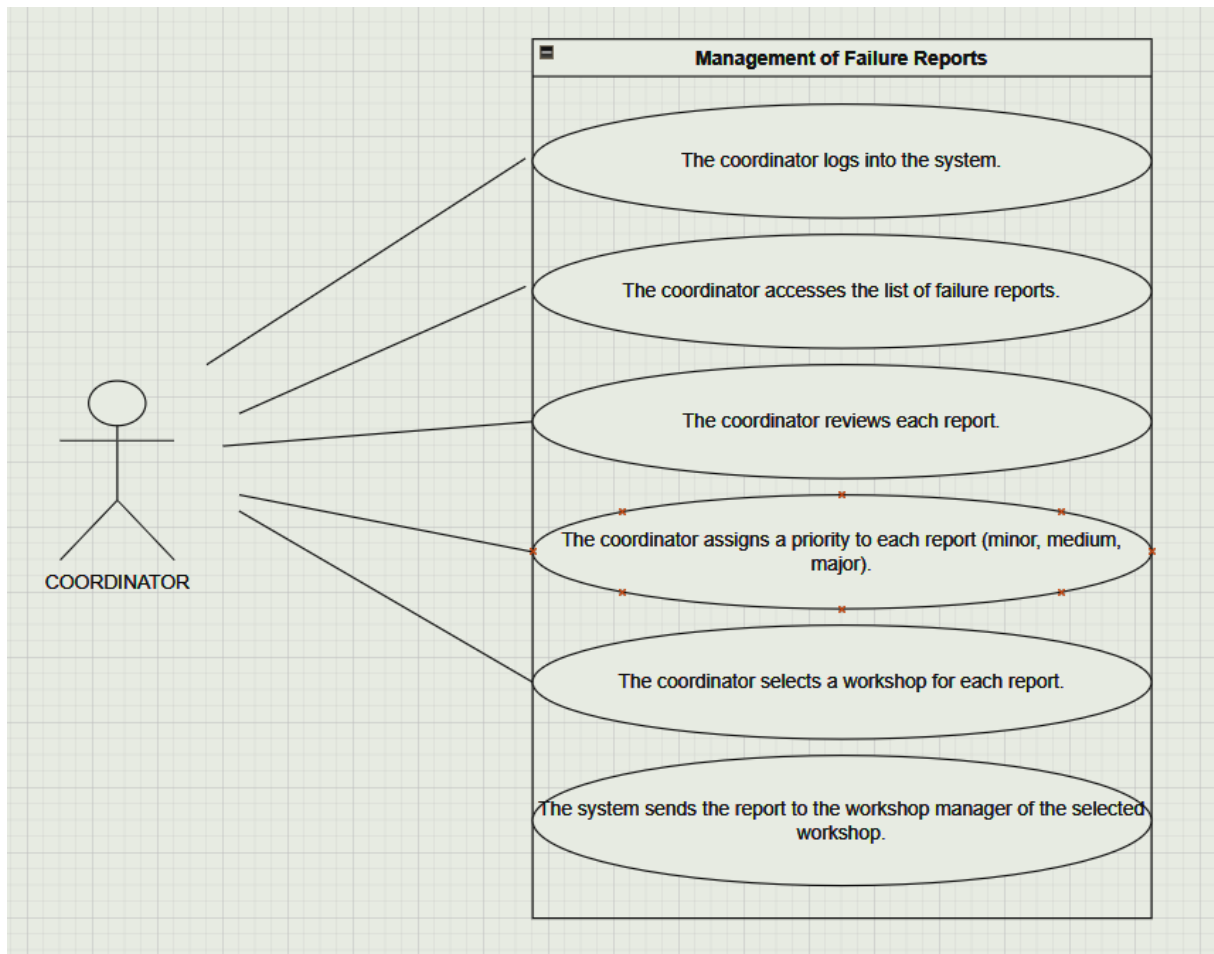 Management of Failure Reports
The coordinator logs into the system.
The coordinator accesses the list of failure reports.
The coordinator reviews each report.
The coordinator assigns a priority to each report (minor, medium,
major).
COORDINATOR
The coordinator selects a workshop for each report.
The system sends the report to the workshop manager of the selected
workshop.